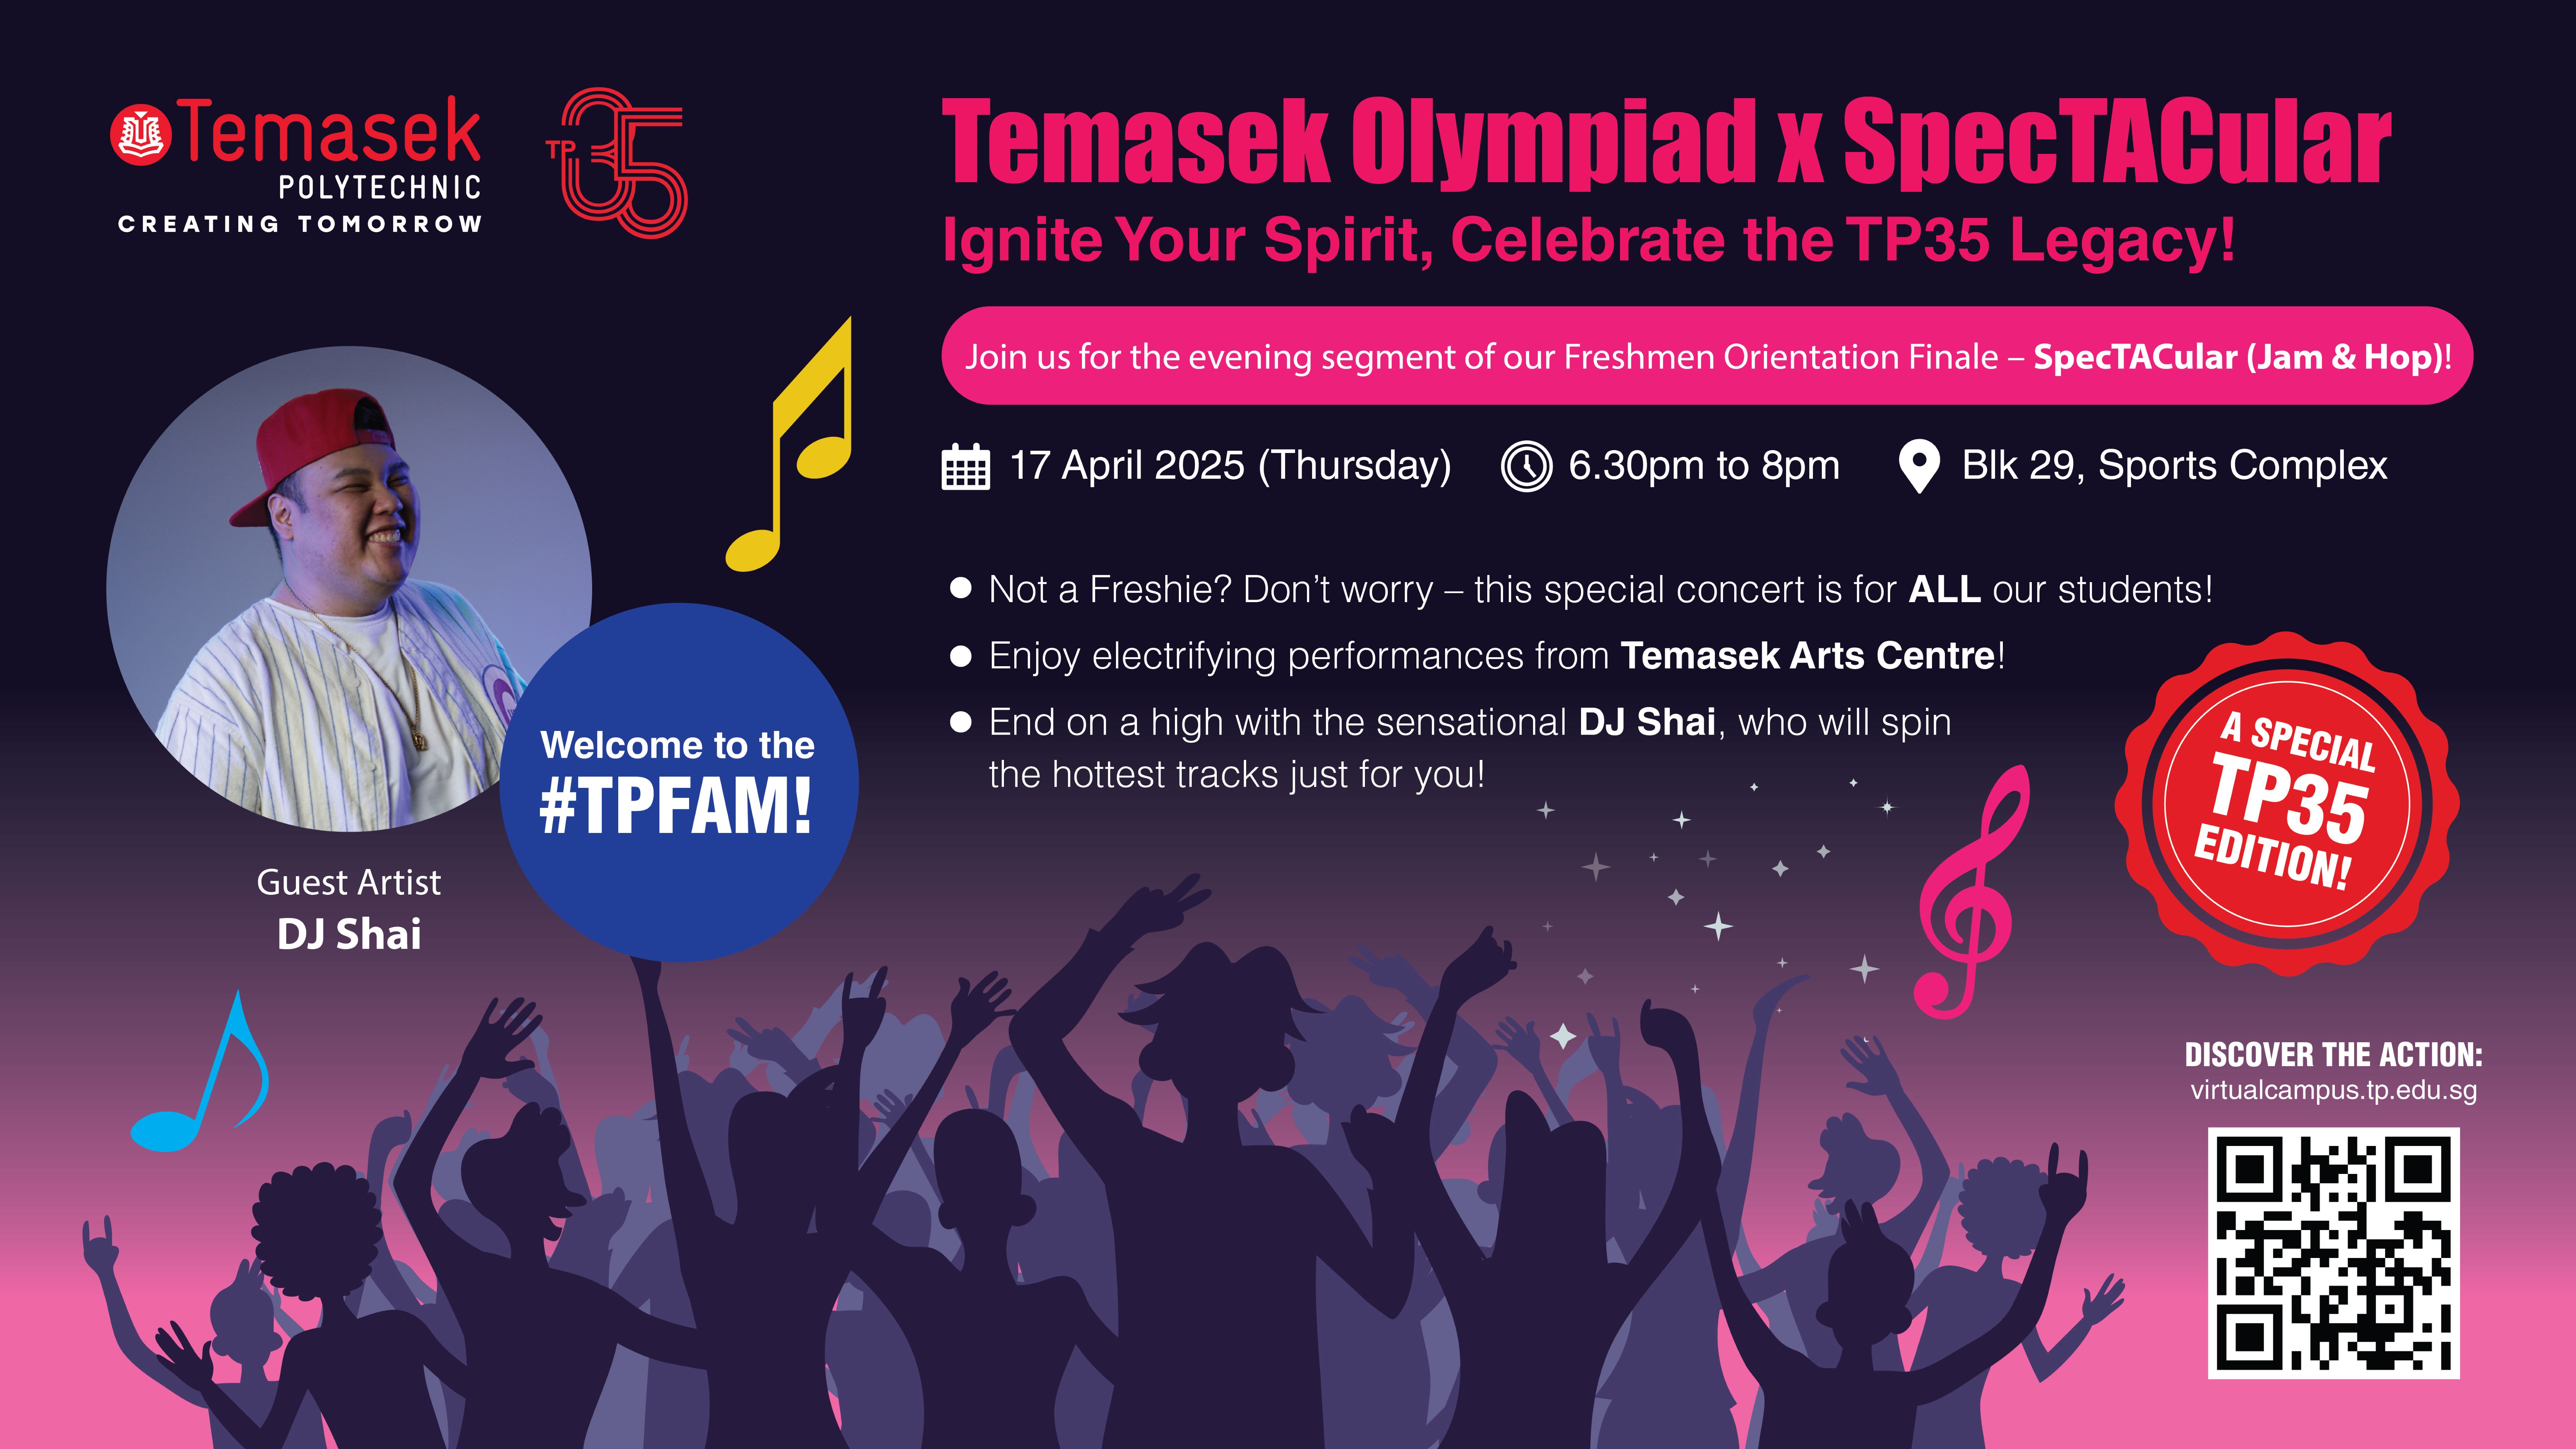 Temasek
POLYTECHNIC
CREATING TOMORROW
TP35
Temasek Olympiad x SpecTACular
Ignite Your Spirit, Celebrate the TP35 Legacy!
Join us for the evening segment of our Freshmen Orientation Finale – SpecTACular (Jam & Hop)!
17 April 2025 (Thursday)
6.30pm to 8pm
Blk 29, Sports Complex
Not a Freshie? Don’t worry – this special concert is for ALL our students!
Enjoy electrifying performances from Temasek Arts Centre!
End on a high with the sensational DJ Shai, who will spin
the hottest tracks just for you!
Welcome to the
#TPFAM!
Guest Artist
DJ Shai
A SPECIAL
TP35
EDITION!
DISCOVER THE ACTION:
virtualcampus.tp.edu.sg